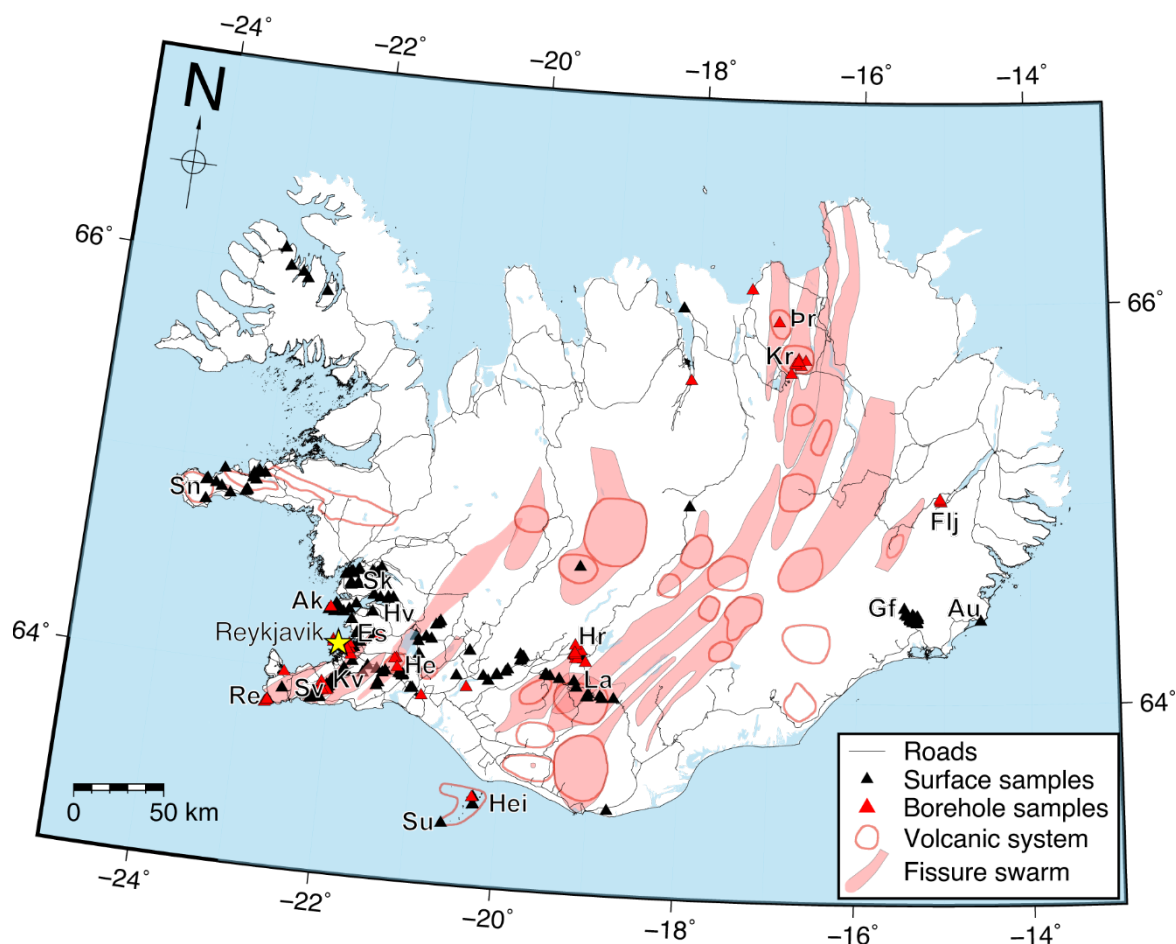 −24° −22° −20° −18° −16° −14°
N
66° 66°
Þr
Kr
Sn
Flj
Sk
Ak Hv
Gf Au
Reykjavik Es
64° Hr
He
Kv La
Sv
Re 64°
Roads
Surface samples
Borehole samples
Volcanic system
Fissure swarm
0 50 km
Hei
Su
−24° −22° −20° −18° −16° −14°